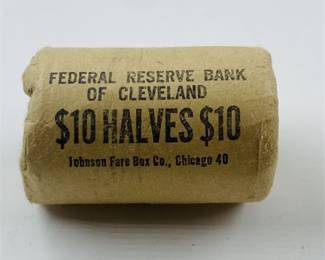 FEDERAL RESERVE BANK
OF CLEVELAND
$10 HALVES $10
Johnson Fare Box Co., Chicago 40